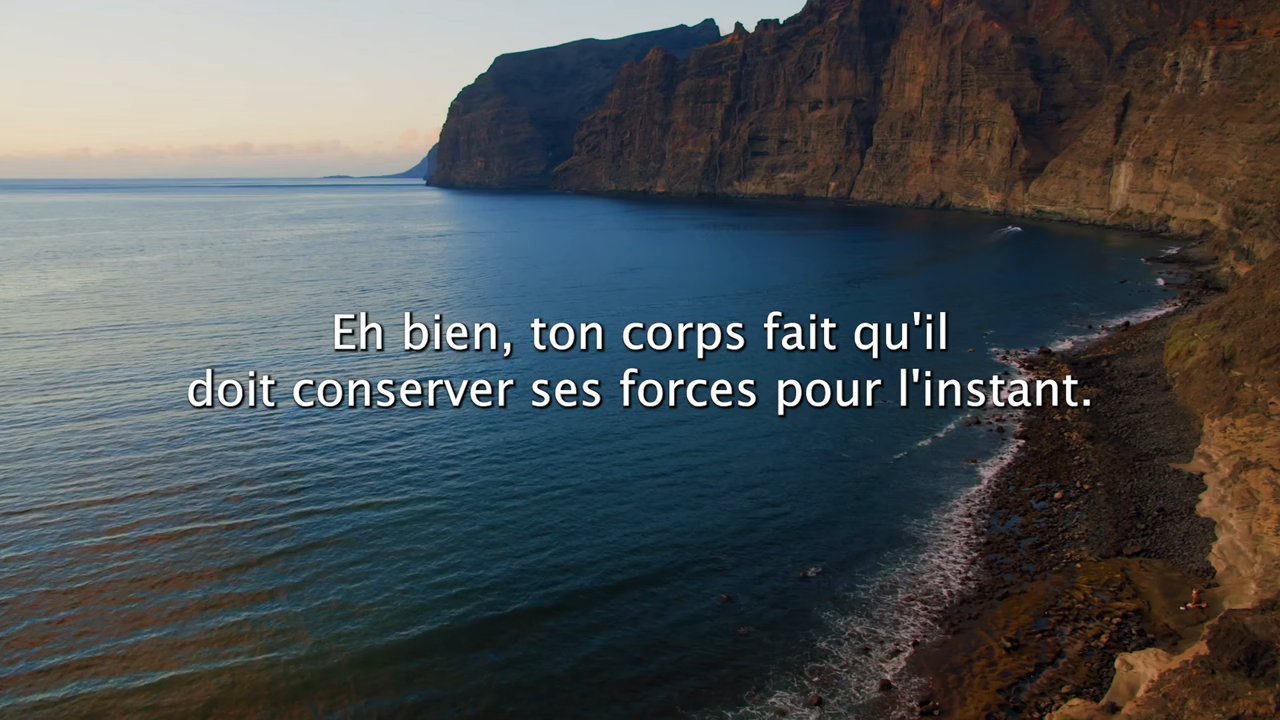 Eh bien, ton corps fait qu'il
doit conserver ses forces pour l'instant.